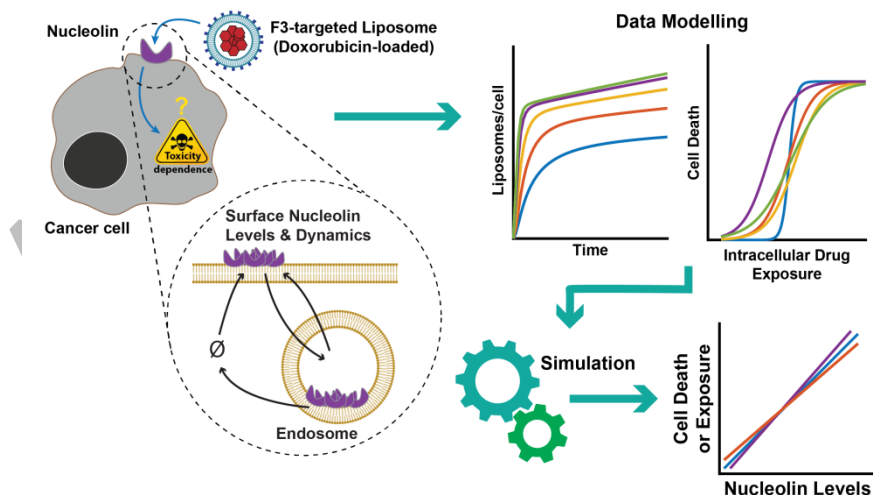 Nucleolin
F3-targeted Liposome
(Doxorubicin-loaded)
?
Toxicity
dependence
Cancer cell
Surface Nucleolin
Levels & Dynamics
Ø
Endosome
Data Modelling
Liposomes/cell
Time
Cell Death
Intracellular Drug
Exposure
Simulation
Cell Death
or Exposure
Nucleolin Levels